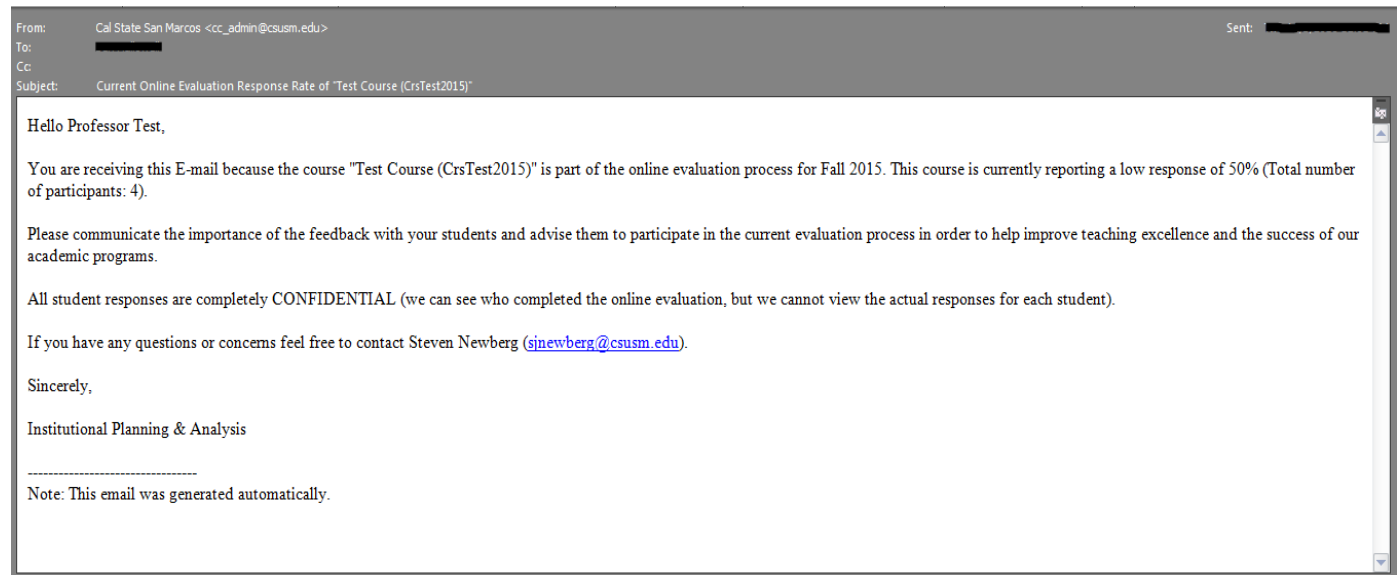 From: Cal State San Marcos <cc_admin@csusm.edu> Sent:
To:
Cc:
Subject: Current Online Evaluation Response Rate of "Test Course (CrsTest2015)"
Hello Professor Test,
You are receiving this E-mail because the course "Test Course (CrsTest2015)" is part of the online evaluation process for Fall 2015. This course is currently reporting a low response of 50% (Total number
of participants: 4).
Please communicate the importance of the feedback with your students and advise them to participate in the current evaluation process in order to help improve teaching excellence and the success of our
academic programs.
All student responses are completely CONFIDENTIAL (we can see who completed the online evaluation, but we cannot view the actual responses for each student).
If you have any questions or concerns feel free to contact Steven Newberg (sjnewberg@csusm.edu).
Sincerely,
Institutional Planning & Analysis
---------------------------------
Note: This email was generated automatically.